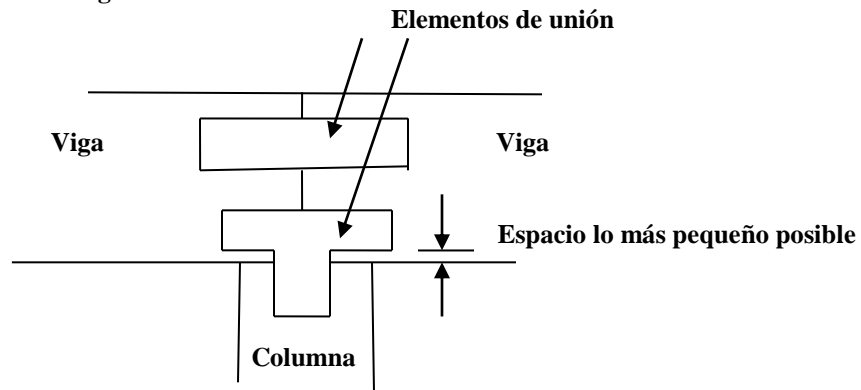 Elementos de unión
Viga
Viga
Espacio lo más pequeño posible
Columna